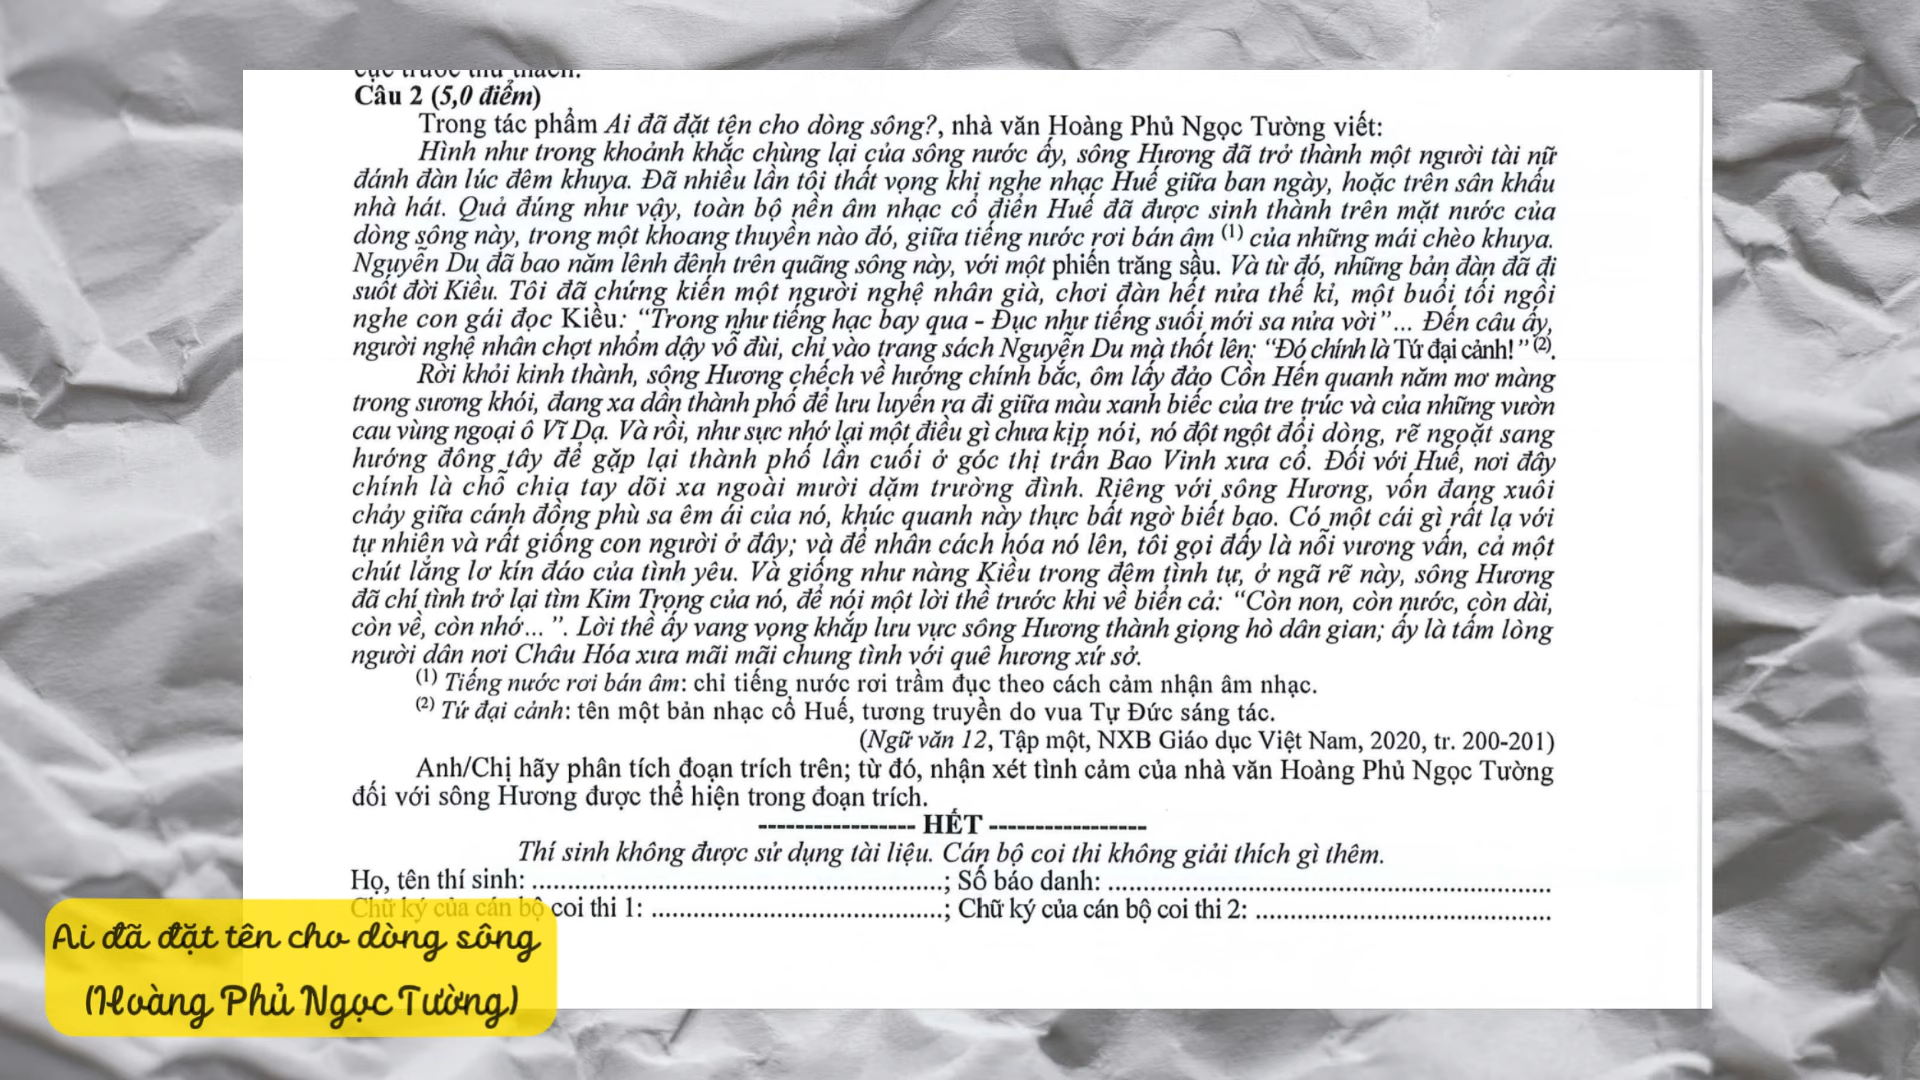 cực trước thử thách.
Câu 2 (5,0 điểm)
Trong tác phẩm Ai đã đặt tên cho dòng sông?, nhà văn Hoàng Phủ Ngọc Tường viết:
Hình như trong khoảnh khắc chùng lại của sông nước ấy, sông Hương đã trở thành một người tài nữ
đánh đàn lúc đêm khuya. Đã nhiều lần tôi thất vọng khi nghe nhạc Huế giữa ban ngày, hoặc trên sân khấu
nhà hát. Quả đúng như vậy, toàn bộ nền âm nhạc cổ điển Huế đã được sinh thành trên mặt nước của
dòng sông này, trong một khoang thuyền nào đó, giữa tiếng nước rơi bán âm (1) của những mái chèo khuya.
Nguyễn Du đã bao năm lênh đênh trên quãng sông này, với một phiến trăng sầu. Và từ đó, những bản đàn đã đi
suốt đời Kiều. Tôi đã chứng kiến một người nghệ nhân già, chơi đàn hết nửa thế kỉ, một buổi tối ngồi
nghe con gái đọc Kiều: “Trong như tiếng hạc bay qua - Đục như tiếng suối mới sa nửa vời”... Đến câu ấy,
người nghệ nhân chợt nhổm dậy vỗ đùi, chỉ vào trang sách Nguyễn Du mà thốt lên: “Đó chính là Tứ đại cảnh!” (2).
Rời khỏi kinh thành, sông Hương chếch về hướng chính bắc, ôm lấy đảo Cồn Hến quanh năm mơ màng
trong sương khói, đang xa dần thành phố để lưu luyến ra đi giữa màu xanh biếc của tre trúc và của những vườn
cau vùng ngoại ô Vĩ Dạ. Và rồi, như sực nhớ lại một điều gì chưa kịp nói, nó đột ngột đổi dòng, rẽ ngoặt sang
hướng đông tây để gặp lại thành phố lần cuối ở góc thị trấn Bao Vinh xưa cổ. Đối với Huế, nơi đây
chính là chỗ chia tay dõi xa ngoài mười dặm trường đình. Riêng với sông Hương, vốn đang xuôi
chảy giữa cánh đồng phù sa êm ái của nó, khúc quanh này thực bất ngờ biết bao. Có một cái gì rất lạ với
tự nhiên và rất giống con người ở đây; và để nhân cách hóa nó lên, tôi gọi đấy là nỗi vương vấn, cả một
chút lẳng lơ kín đáo của tình yêu. Và giống như nàng Kiều trong đêm tình tự, ở ngã rẽ này, sông Hương
đã chí tình trở lại tìm Kim Trọng của nó, để nói một lời thề trước khi về biển cả: “Còn non, còn nước, còn dài,
còn về, còn nhớ... ”. Lời thề ấy vang vọng khắp lưu vực sông Hương thành giọng hò dân gian; ấy là tấm lòng
người dân nơi Châu Hóa xưa mãi mãi chung tình với quê hương xứ sở.
(1) Tiếng nước rơi bán âm: chỉ tiếng nước rơi trầm đục theo cách cảm nhận âm nhạc.
(2) Tứ đại cảnh: tên một bản nhạc cổ Huế, tương truyền do vua Tự Đức sáng tác.
(Ngữ văn 12, Tập một, NXB Giáo dục Việt Nam, 2020, tr. 200-201)
Anh/Chị hãy phân tích đoạn trích trên; từ đó, nhận xét tình cảm của nhà văn Hoàng Phủ Ngọc Tường
đối với sông Hương được thể hiện trong đoạn trích.
----------------- HẾT -----------------
Thí sinh không được sử dụng tài liệu. Cán bộ coi thi không giải thích gì thêm.
Họ, tên thí sinh: ..........................................; Số báo danh: ..............................................
Chữ ký của cán bộ coi thi 1: ..............................; Chữ ký của cán bộ coi thi 2: ..............................
Ai đã đặt tên cho dòng sông
(Hoàng Phủ Ngọc Tường)